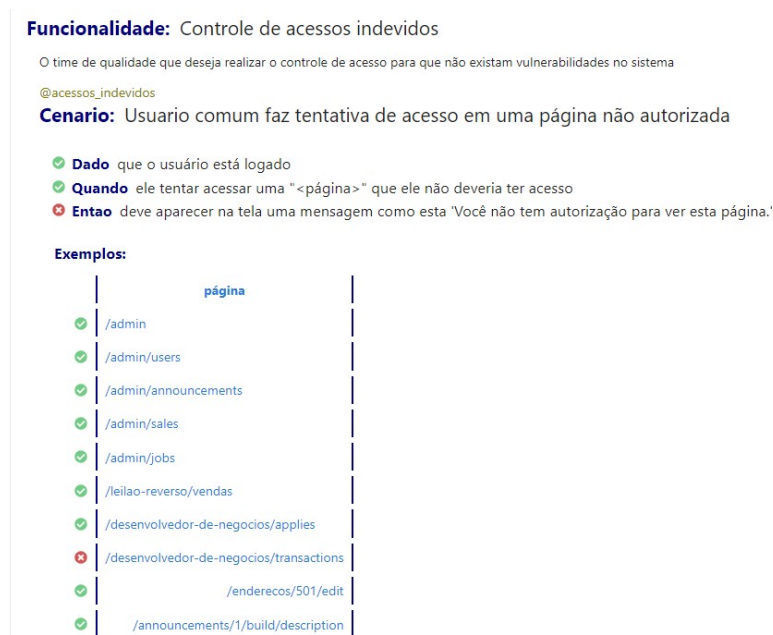 Funcionalidade: Controle de acessos indevidos
O time de qualidade que deseja realizar o controle de acesso para que não existam vulnerabilidades no sistema
@acessos_indevidos
Cenario: Usuario comum faz tentativa de acesso em uma página não autorizada
Dado que o usuário está logado
Quando ele tentar acessar uma "<página>" que ele não deveria ter acesso
Entao deve aparecer na tela uma mensagem como esta 'Você não tem autorização para ver esta página.'
Exemplos:
página
/admin
/admin/users
/admin/announcements
/admin/sales
/admin/jobs
/leilao-reverso/vendas
/desenvolvedor-de-negocios/applies
/desenvolvedor-de-negocios/transactions
/enderecos/501/edit
/announcements/1/build/description